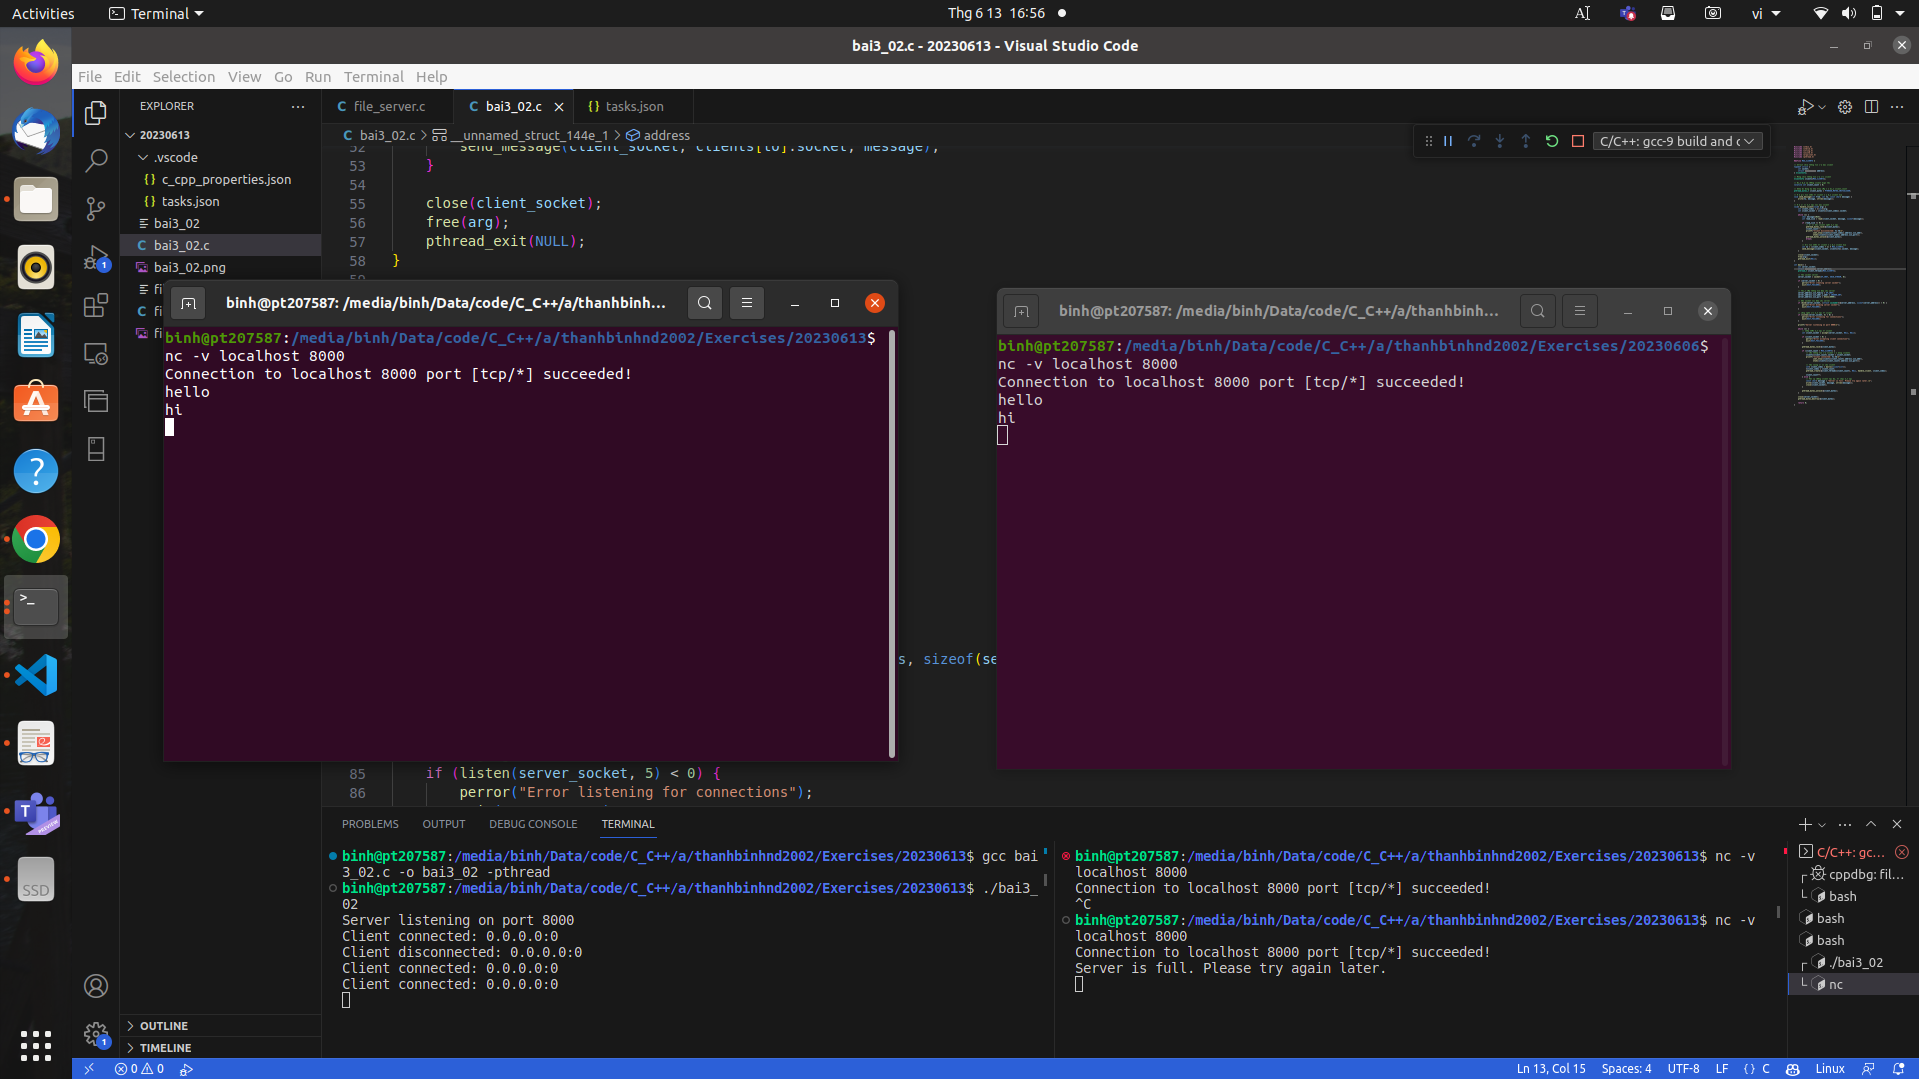 Activities
Terminal
Thg 6 13 16:56
vi
bai3_02.c - 20230613 - Visual Studio Code
File Edit Selection View Go Run Terminal Help
EXPLORER
20230613
.vscode
c_cpp_properties.json
tasks.json
bai3_02
bai3_02.c
bai3_02.png
OUTLINE
TIMELINE
file_server.c
bai3_02.c
tasks.json
bai3_02.c > __unnamed_struct_144e_1 > address
C/C++: gcc-9 build and c
52 send_message(client_socket, clients[to].socket, message);
53 }
54
55 close(client_socket);
56 free(arg);
57 pthread_exit(NULL);
58 }
s, sizeof(se
85 if (listen(server_socket, 5) < 0) {
86 perror("Error listening for connections");
binh@pt207587: /media/binh/Data/code/C_C++/a/thanhbinh...
binh@pt207587:/media/binh/Data/code/C_C++/a/thanhbinhnd2002/Exercises/20230613$
nc -v localhost 8000
Connection to localhost 8000 port [tcp/*] succeeded!
hello
hi
binh@pt207587: /media/binh/Data/code/C_C++/a/thanhbinh...
binh@pt207587:/media/binh/Data/code/C_C++/a/thanhbinhnd2002/Exercises/20230606$
nc -v localhost 8000
Connection to localhost 8000 port [tcp/*] succeeded!
hello
hi
PROBLEMS OUTPUT DEBUG CONSOLE TERMINAL
binh@pt207587:/media/binh/Data/code/C_C++/a/thanhbinhnd2002/Exercises/20230613$ gcc bai
3_02.c -o bai3_02 -pthread
binh@pt207587:/media/binh/Data/code/C_C++/a/thanhbinhnd2002/Exercises/20230613$ ./bai3_
02
Server listening on port 8000
Client connected: 0.0.0.0:0
Client disconnected: 0.0.0.0:0
Client connected: 0.0.0.0:0
Client connected: 0.0.0.0:0
binh@pt207587:/media/binh/Data/code/C_C++/a/thanhbinhnd2002/Exercises/20230613$ nc -v
localhost 8000
Connection to localhost 8000 port [tcp/*] succeeded!
^C
binh@pt207587:/media/binh/Data/code/C_C++/a/thanhbinhnd2002/Exercises/20230613$ nc -v
localhost 8000
Connection to localhost 8000 port [tcp/*] succeeded!
Server is full. Please try again later.
C/C++: gc...
cppdbg: fil...
bash
bash
bash
./bai3_02
nc
SSD
0 0
Ln 13, Col 15 Spaces: 4 UTF-8 LF {} C Linux